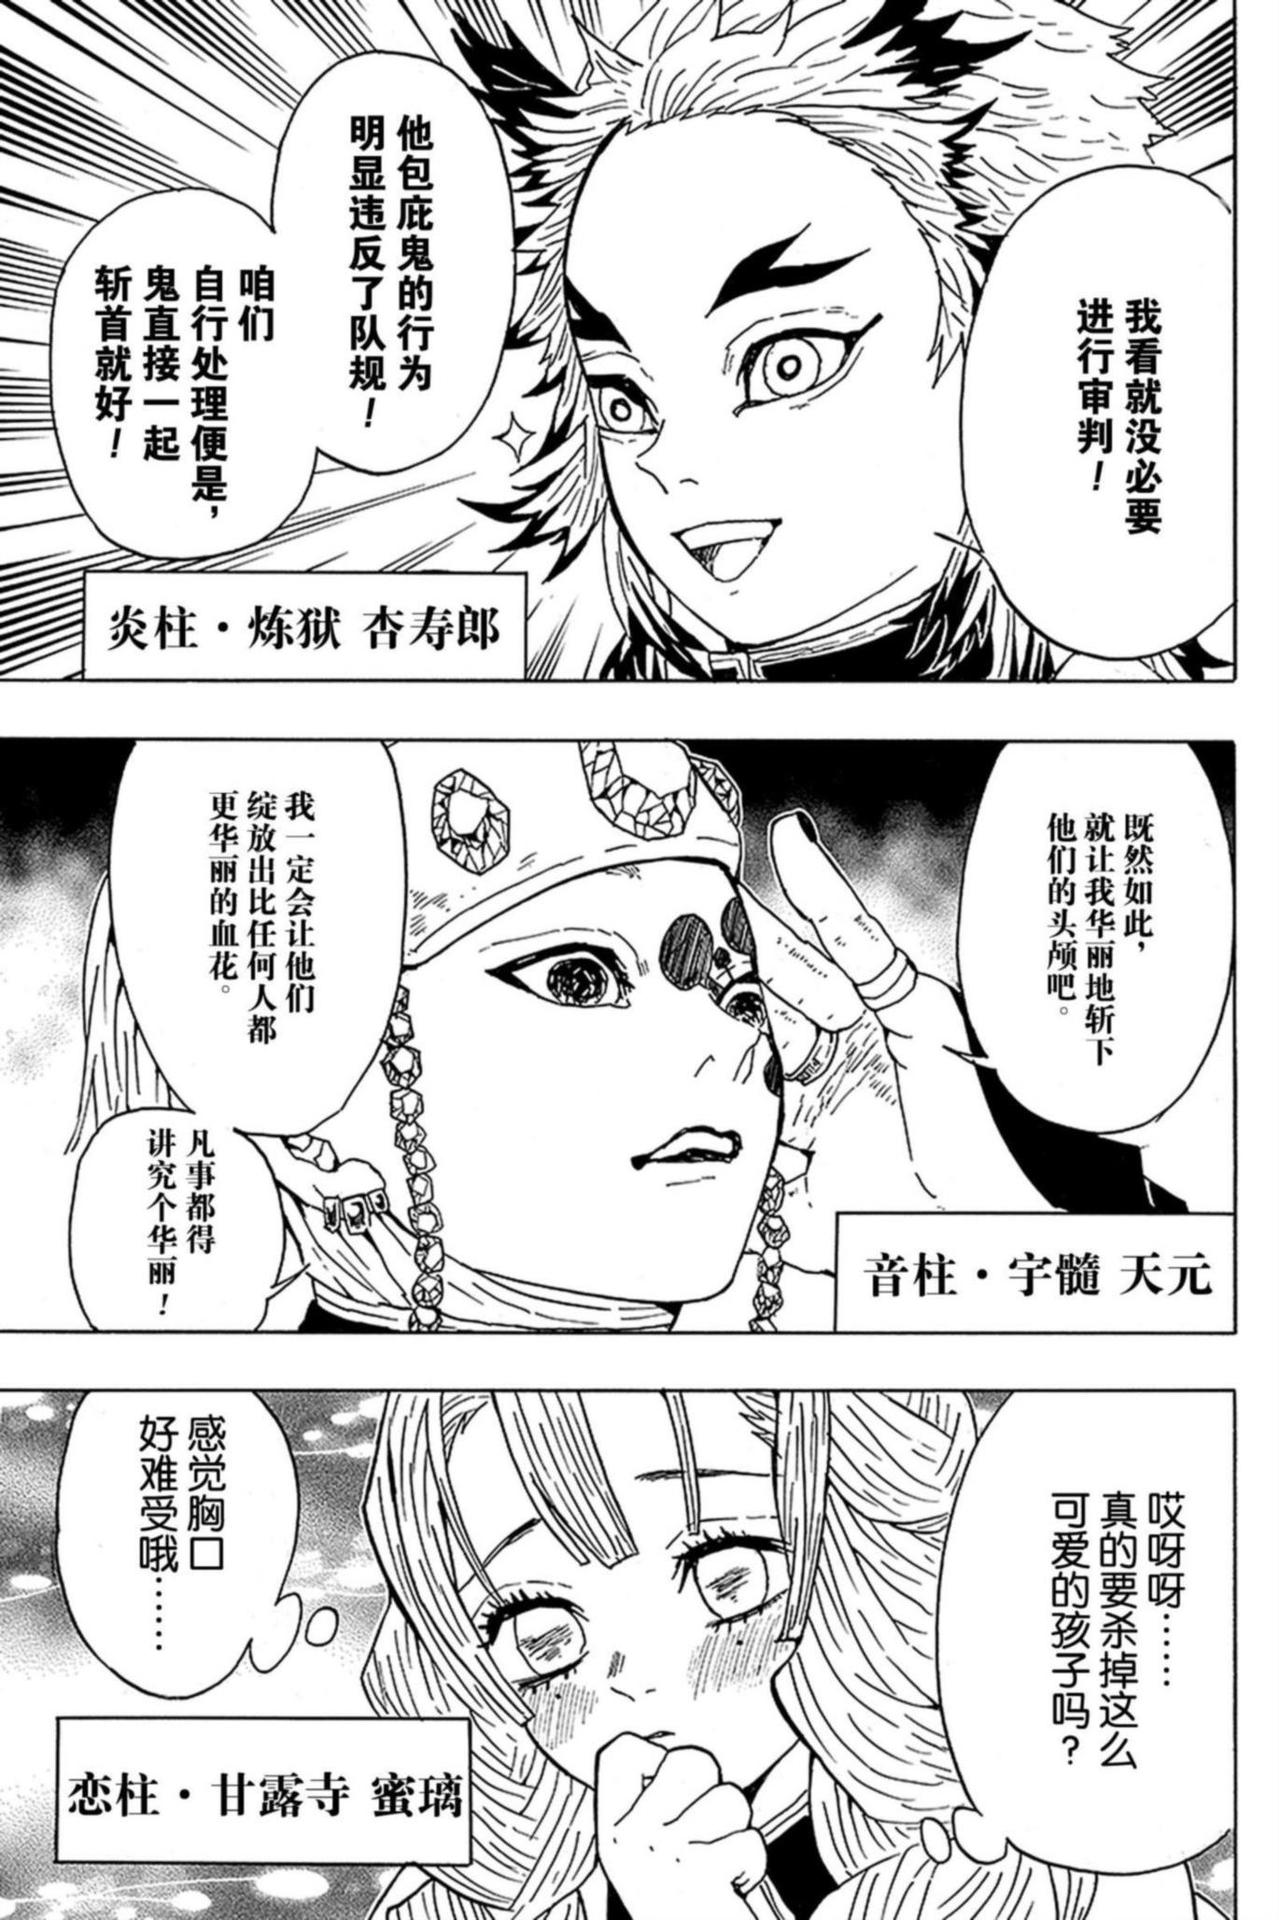 我看就没必要
进行审判！
他包庇鬼的行为
明显违反了队规！
咱们
自行处理便是，
鬼直接一起
斩首就好！
炎柱·炼狱 杏寿郎
既然如此，
就让我华丽地斩下
他们的头颅吧。
我一定会让他们
绽放出比任何人都
更华丽的血花。
凡事都得
讲究个华丽！
音柱·宇髓 天元
哎呀呀……
真的要杀掉这么
可爱的孩子吗？
感觉胸口
好难受哦……
恋柱·甘露寺 蜜璃